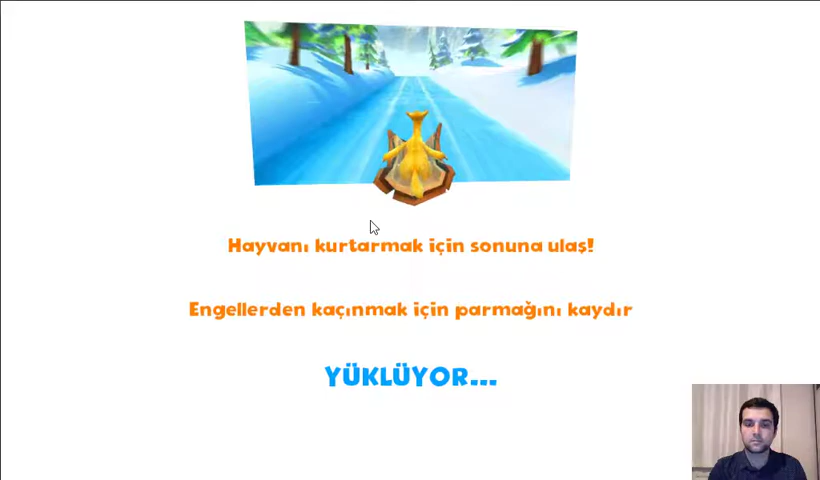 Hayvanı kurtarmak için sonuna ulaş!
Engellerden kaçınmak için parmağını kaydır
YÜKLÜYOR...